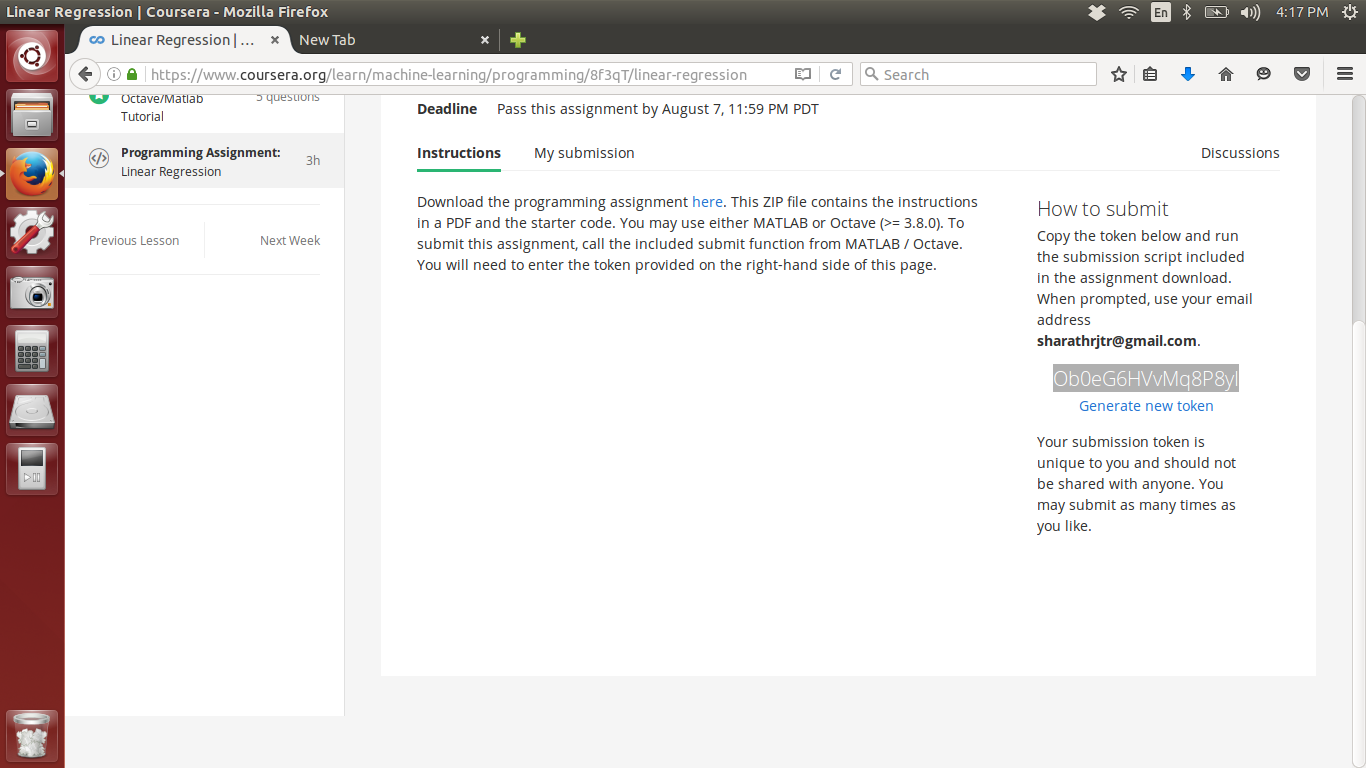 Linear Regression | Coursera - Mozilla Firefox
En
4:17 PM
Linear Regression | ...
New Tab
https://www.coursera.org/learn/machine-learning/programming/8f3qT/linear-regression
Search
Octave/Matlab
Tutorial
5 questions
Programming Assignment:
Linear Regression
3h
Previous Lesson
Next Week
Deadline Pass this assignment by August 7, 11:59 PM PDT
Instructions
My submission
Discussions
Download the programming assignment here. This ZIP file contains the instructions
in a PDF and the starter code. You may use either MATLAB or Octave (>= 3.8.0). To
submit this assignment, call the included submit function from MATLAB / Octave.
You will need to enter the token provided on the right-hand side of this page.
How to submit
Copy the token below and run
the submission script included
in the assignment download.
When prompted, use your email
address
sharathrjtr@gmail.com.
Ob0eG6HVvMq8P8yl
Generate new token
Your submission token is
unique to you and should not
be shared with anyone. You
may submit as many times as
you like.